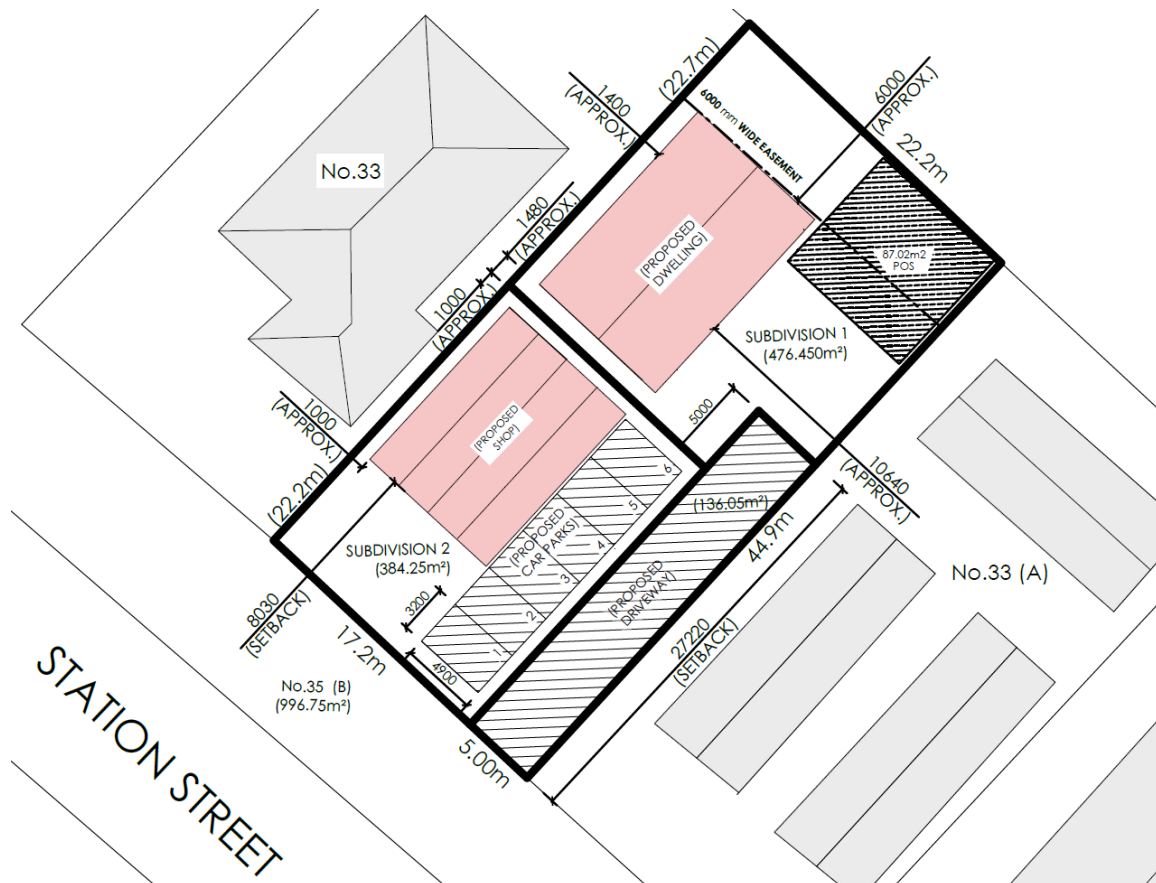 (22.7m)
1400
(APPROX.)
6000 mm WIDE EASEMENT
6000
(APPROX.)
22.2m
No.33
1480
(APPROX.)
1000
(APPROX.)
(PROPOSED
DWELLING)
87.02m2
POS
SUBDIVISION 1
(476.450m²)
1000
(APPROX.)
(22.2m)
(PROPOSED
SHOP)
5000
10640
(APPROX.)
(136.05m²)
44.9m
6
5
4
3
2
1
(PROPOSED
CAR PARKS)
SUBDIVISION 2
(384.25m²)
3200
4900
8030
(SETBACK)
17.2m
(PROPOSED
DRIVEWAY)
27220
(SETBACK)
No.33 (A)
No.35 (B)
(996.75m²)
5.00m
STATION STREET